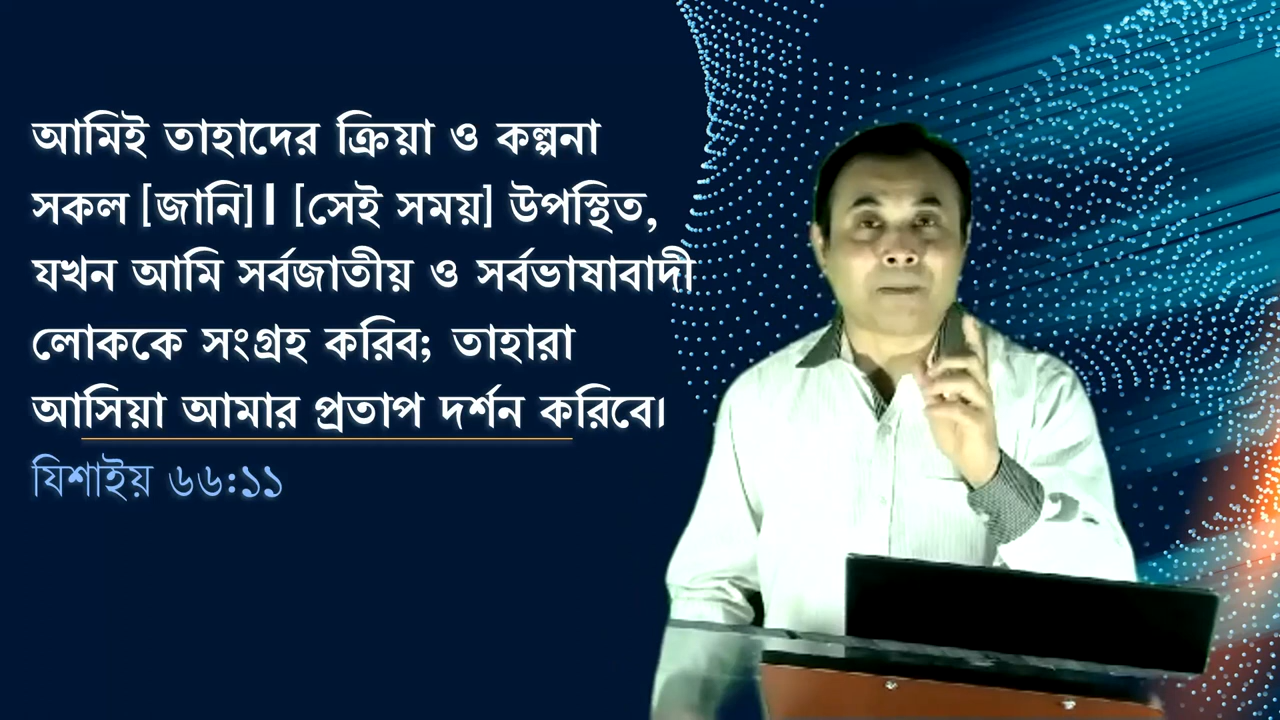 আমিই তাহাদের ক্রিয়া ও কল্পনা
সকল [জানি]। [সেই সময়] উপস্থিত,
যখন আমি সর্বজাতীয় ও সর্বভাষাবাদী
লোককে সংগ্রহ করিব; তাহারা
আসিয়া আমার প্রতাপ দর্শন করিবে।
যিশাইয় ৬৬:১১